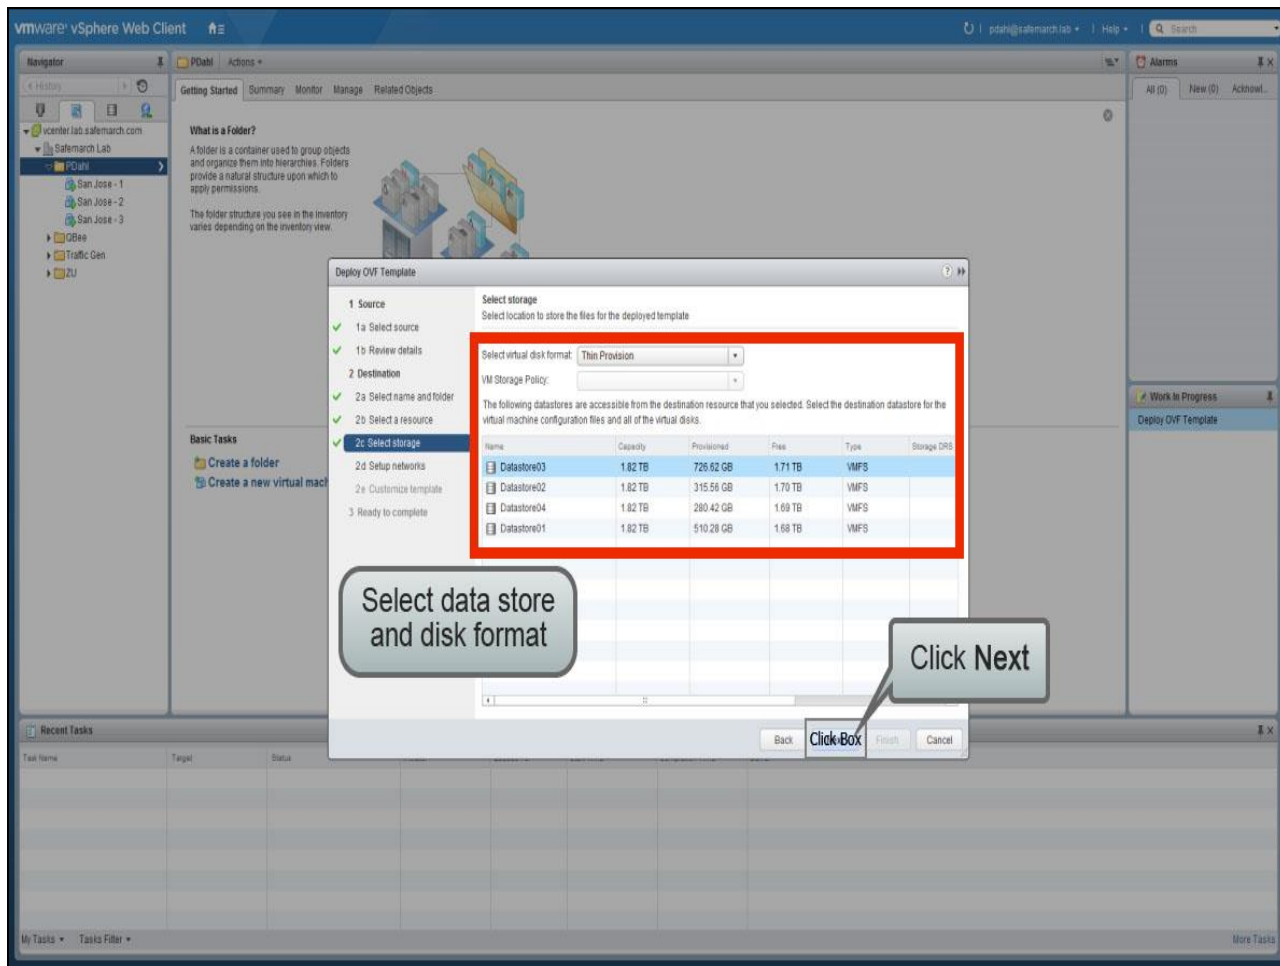 vmware® vSphere Web Client
pdahl@safemarch.lab
Help
Search
Navigator
PDahl
Actions
Alarms
History
Getting Started
Summary
Monitor
Manage
Related Objects
All (0)
New (0)
Acknowl...
vcenter.lab.safemarch.com
Safemarch Lab
PDahl
San Jose - 1
San Jose - 2
San Jose - 3
QBee
Traffic Gen
ZU
What is a Folder?
A folder is a container used to group objects
and organize them into hierarchies. Folders
provide a natural structure upon which to
apply permissions.
The folder structure you see in the inventory
varies depending on the inventory view.
Basic Tasks
Create a folder
Create a new virtual mach
Deploy OVF Template
1 Source
1a Select source
1b Review details
2 Destination
2a Select name and folder
2b Select a resource
2c Select storage
2d Setup networks
2e Customize template
3 Ready to complete
Select storage
Select location to store the files for the deployed template
Select virtual disk format: Thin Provision
VM Storage Policy:
The following datastores are accessible from the destination resource that you selected. Select the destination datastore for the
virtual machine configuration files and all of the virtual disks.
Name Capacity Provisioned Free Type Storage DRS
Datastore03 1.82 TB 726.62 GB 1.71 TB VMFS
Datastore02 1.82 TB 315.56 GB 1.70 TB VMFS
Datastore04 1.82 TB 280.42 GB 1.69 TB VMFS
Datastore01 1.82 TB 510.28 GB 1.68 TB VMFS
Select data store
and disk format
Click Next
Back
Click Box
Finish
Cancel
Work In Progress
Deploy OVF Template
Recent Tasks
Task Name
Target
Status
My Tasks
Tasks Filter
More Tasks